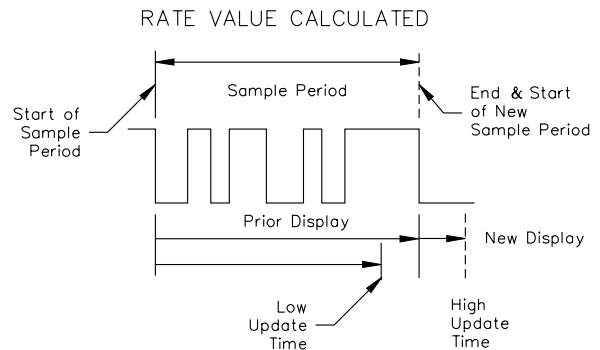 RATE VALUE CALCULATED
Sample Period
Start of
Sample
Period
End & Start
of New
Sample Period
Prior Display
New Display
Low
Update
Time
High
Update
Time